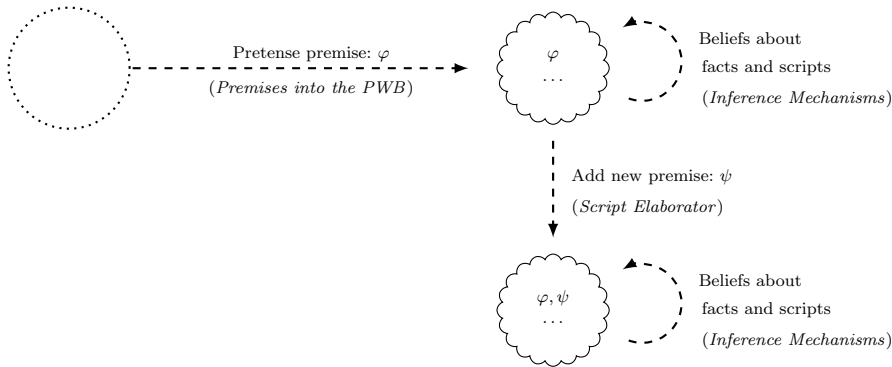 Pretense premise: φ
(Premises into the PWB)
φ
...
Beliefs about
facts and scripts
(Inference Mechanisms)
Add new premise: ψ
(Script Elaborator)
φ, ψ
...
Beliefs about
facts and scripts
(Inference Mechanisms)